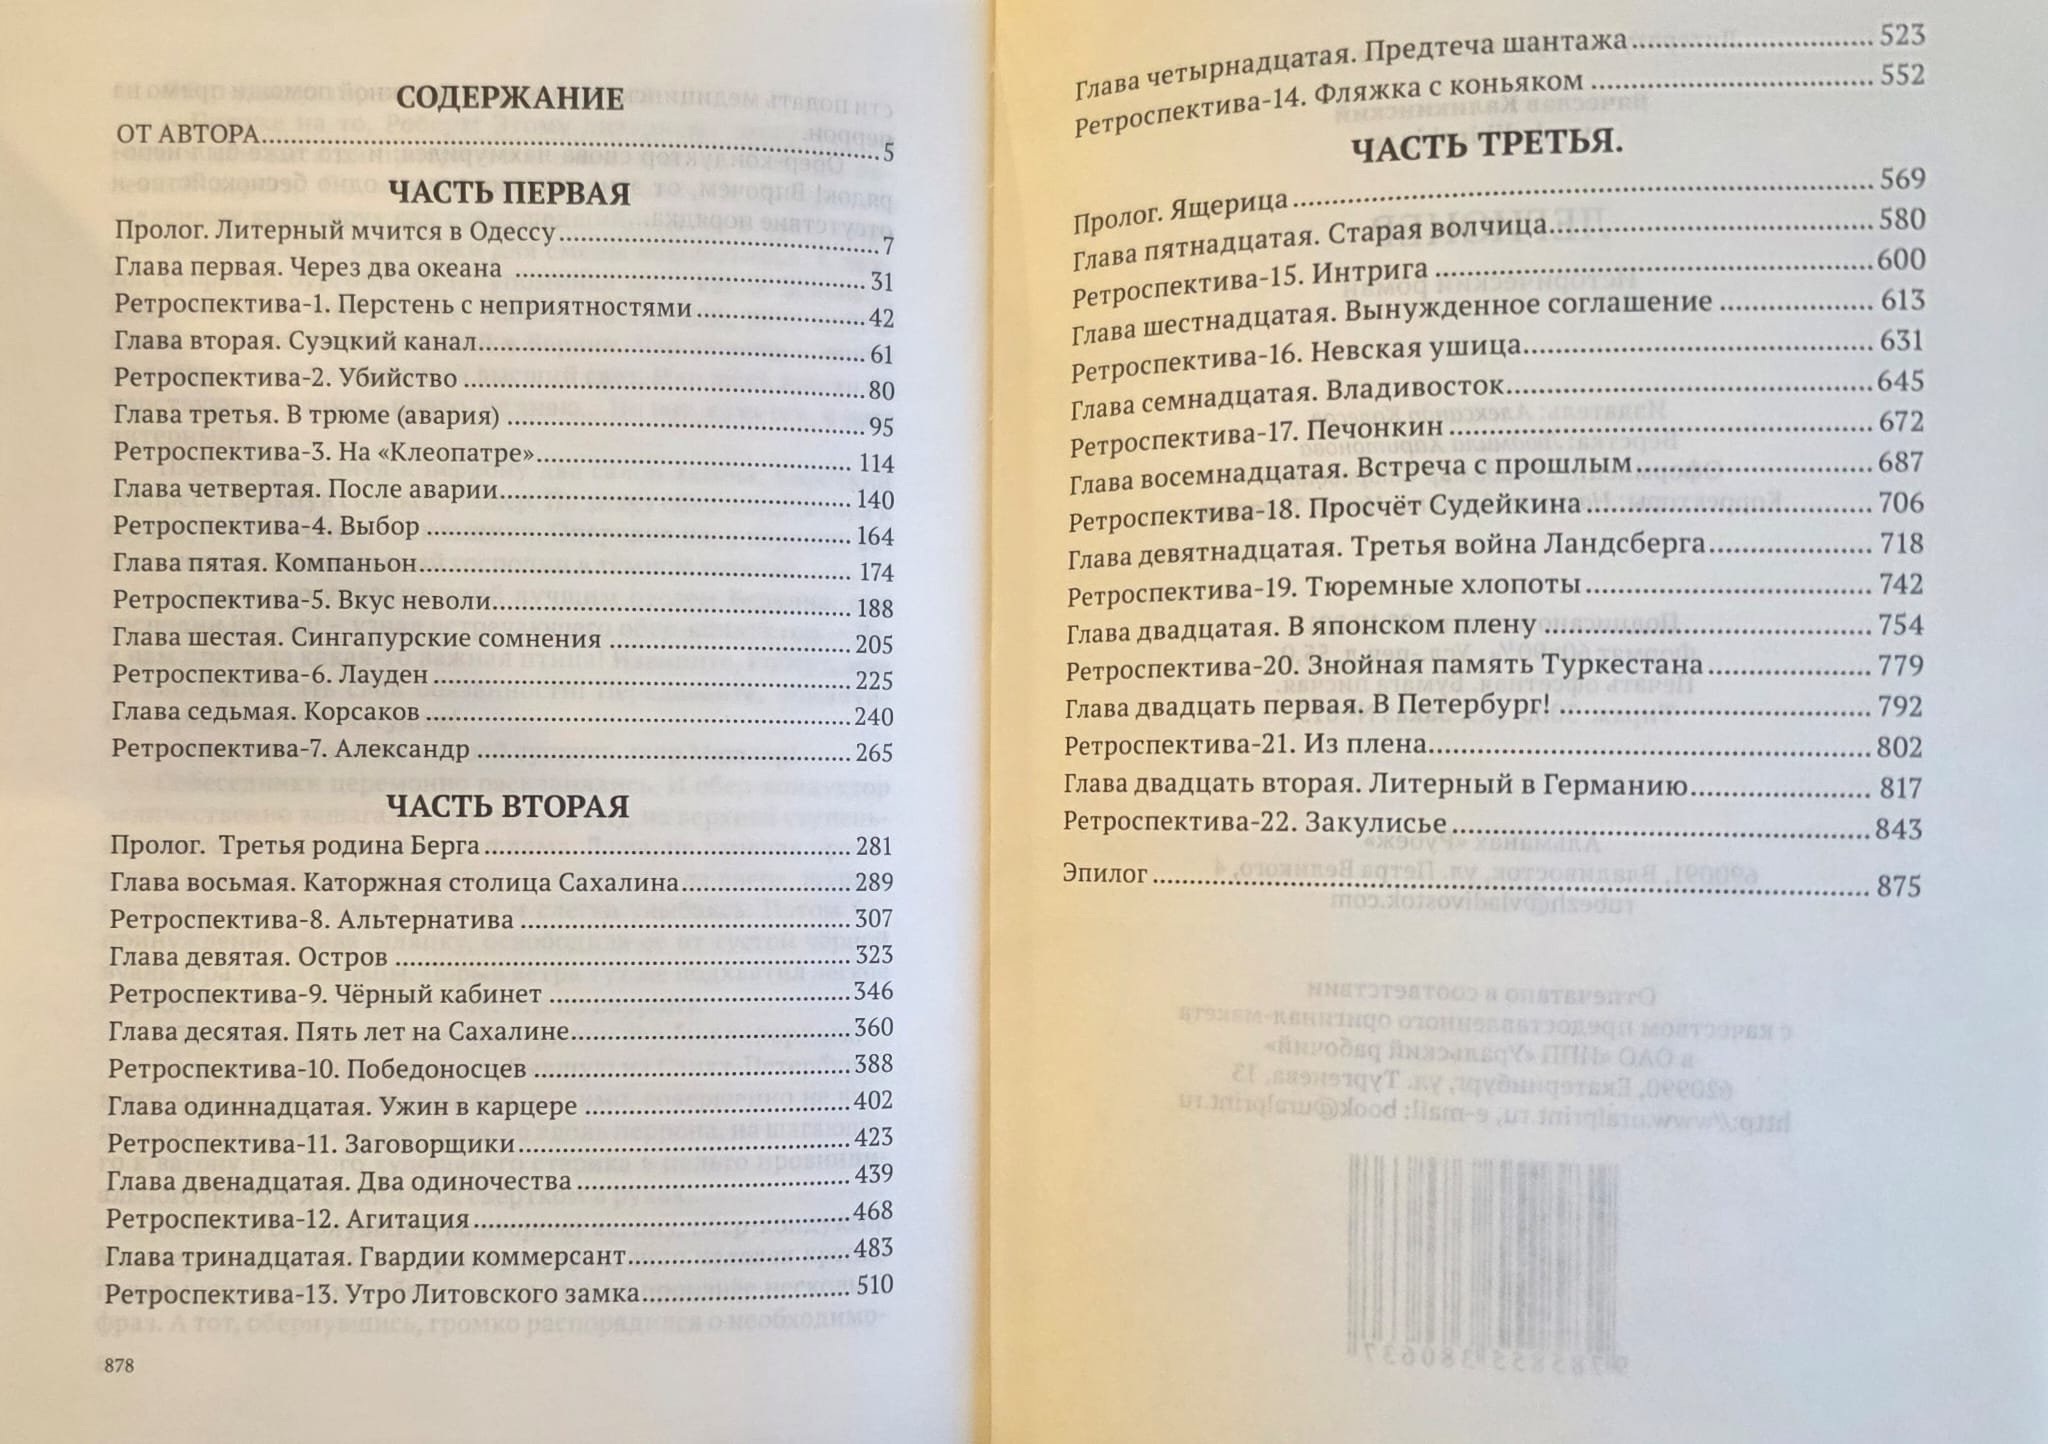 СОДЕРЖАНИЕ
ОТ АВТОРА 5
ЧАСТЬ ПЕРВАЯ
Пролог. Литерный мчится в Одессу 7
Глава первая. Через два океана 31
Ретроспектива-1. Перстень с неприятностями 42
Глава вторая. Суэцкий канал 61
Ретроспектива-2. Убийство 80
Глава третья. В трюме (авария) 95
Ретроспектива-3. На «Клеопатре» 114
Глава четвертая. После аварии 140
Ретроспектива-4. Выбор 164
Глава пятая. Компаньон 174
Ретроспектива-5. Вкус неволи 188
Глава шестая. Сингапурские сомнения 205
Ретроспектива-6. Лауден 225
Глава седьмая. Корсаков 240
Ретроспектива-7. Александр 265
ЧАСТЬ ВТОРАЯ
Пролог. Третья родина Берга 281
Глава восьмая. Каторжная столица Сахалина 289
Ретроспектива-8. Альтернатива 307
Глава девятая. Остров 323
Ретроспектива-9. Чёрный кабинет 346
Глава десятая. Пять лет на Сахалине 360
Ретроспектива-10. Победоносцев 388
Глава одиннадцатая. Ужин в карцере 402
Ретроспектива-11. Заговорщики 423
Глава двенадцатая. Два одиночества 439
Ретроспектива-12. Агитация 468
Глава тринадцатая. Гвардии коммерсант 483
Ретроспектива-13. Утро Литовского замка 510
878
Глава четырнадцатая. Предтеча шантажа 523
Ретроспектива-14. Фляжка с коньяком 552
ЧАСТЬ ТРЕТЬЯ.
Пролог. Ящерица 569
Глава пятнадцатая. Старая волчица 580
Ретроспектива-15. Интрига 600
Глава шестнадцатая. Вынужденное соглашение 613
Ретроспектива-16. Невская ушица 631
Глава семнадцатая. Владивосток 645
Ретроспектива-17. Печонкин 672
Глава восемнадцатая. Встреча с прошлым 687
Ретроспектива-18. Просчёт Судейкина 706
Глава девятнадцатая. Третья война Ландсберга 718
Ретроспектива-19. Тюремные хлопоты 742
Глава двадцатая. В японском плену 754
Ретроспектива-20. Знойная память Туркестана 779
Глава двадцать первая. В Петербург! 792
Ретроспектива-21. Из плена 802
Глава двадцать вторая. Литерный в Германию 817
Ретроспектива-22. Закулисье 843
Эпилог 875